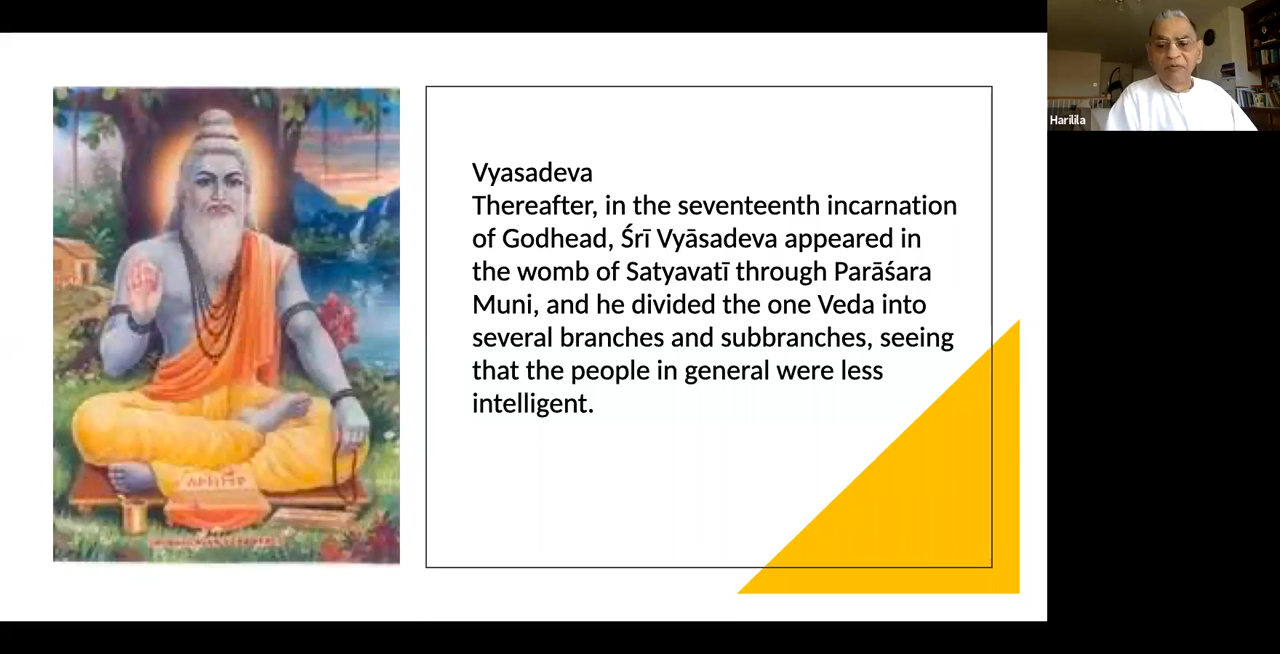 Vyasadeva
Thereafter, in the seventeenth incarnation
of Godhead, Śrī Vyāsadeva appeared in
the womb of Satyavatī through Parāśara
Muni, and he divided the one Veda into
several branches and subbranches, seeing
that the people in general were less
intelligent.
Harilila